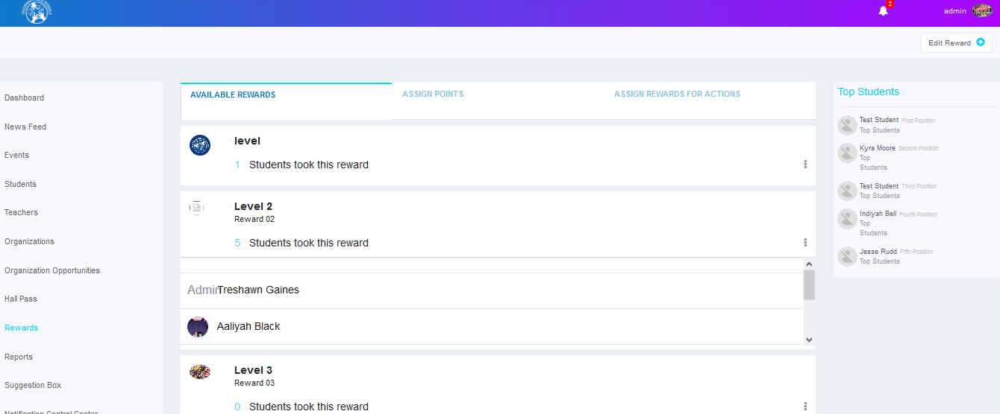 2
admin
Edit Reward
Dashboard
News Feed
Events
Students
Teachers
Organizations
Organization Opportunities
Hall Pass
Rewards
Reports
Suggestion Box
Notification Control Center
AVAILABLE REWARDS
ASSIGN POINTS
ASSIGN REWARDS FOR ACTIONS
level
1 Students took this reward
Level 2
Reward 02
5 Students took this reward
Admin Treshawn Gaines
Aaliyah Black
Level 3
Reward 03
0 Students took this reward
Top Students
Test Student First Position
Top Students
Kyra Moore Second Position
Top
Students
Test Student Third Position
Top Students
Indiyah Bell Fourth Position
Top
Students
Jesse Rudd Fifth Position
Top Students